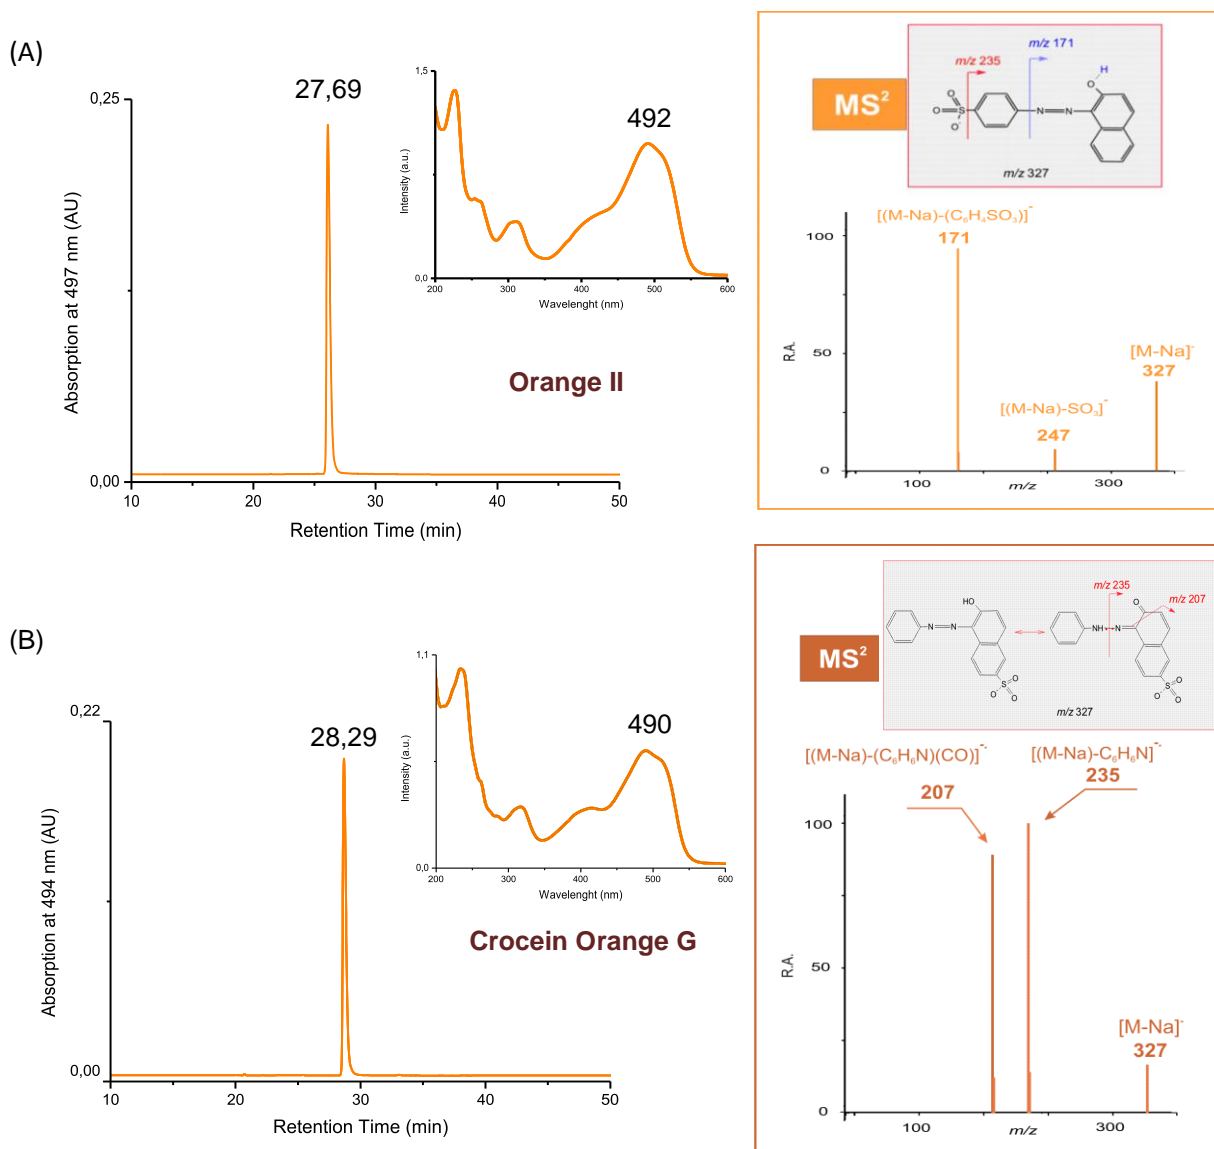 (A)
0,25
27,69
Absorption at 497 nm (AU)
0,00
10
20
30
40
50
Retention Time (min)
1,5
492
Intensity (a.u.)
0,0
200
300
400
500
600
Wavelenght (nm)
Orange II
MS2
m/z 235
m/z 171
H
O
O
S
O
O-
N
N
m/z 327
[(M-Na)-(C6H4SO3)]-
171
[M-Na]-
327
[(M-Na)-SO3]-
247
R.A.
100
50
0
100
300
m/z
(B)
0,22
28,29
Absorption at 494 nm (AU)
0,00
10
20
30
40
50
Retention Time (min)
1,1
490
Intensity (a.u.)
0,0
200
300
400
500
600
Wavelenght (nm)
Crocein Orange G
MS2
HO
N
N
S
O
O
O-
m/z 235
m/z 207
O
NH
N
S
O
O
O-
m/z 327
[(M-Na)-(C6H6N)(CO)]-.
207
[(M-Na)-C6H6N]-.
235
[M-Na]-
327
R.A.
100
50
0
100
300
m/z